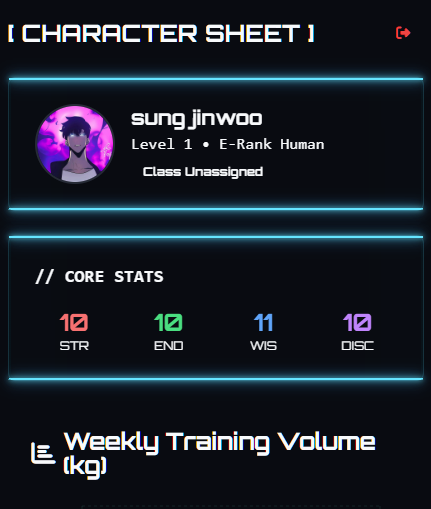 [ CHARACTER SHEET ]
sung jinwoo
Level 1 • E-Rank Human
Class Unassigned
// CORE STATS
10 10 11 10
STR END WIS DISC
Weekly Training Volume
(kg)